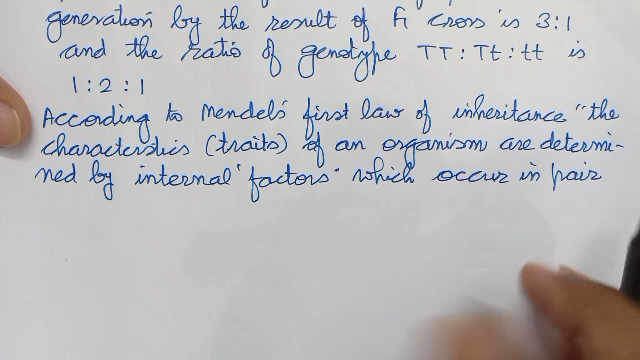 generation by the result of F1 cross is 3:1
and the ratio of genotype TT : Tt : tt is
1 : 2 : 1
According to Mendel's first law of inheritance "the
characteristics (traits) of an organism are determi-
ned by internal 'factors' which occur in pair